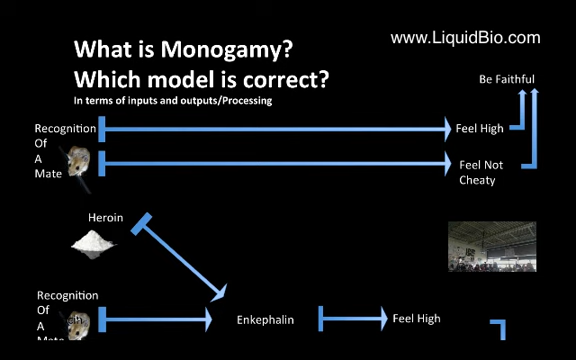 www.LiquidBio.com
What is Monogamy?
Which model is correct?
In terms of inputs and outputs/Processing
Be Faithful
Recognition
Of
A
Mate
Feel High
Feel Not
Cheaty
Heroin
Recognition
Of
A
Enkephalin
Feel High